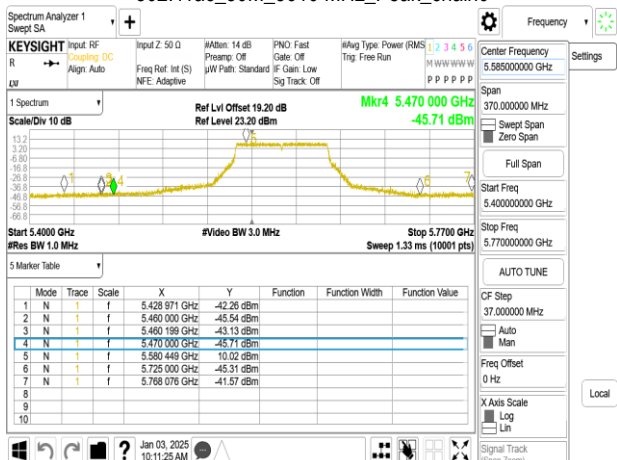 Spectrum Analyzer 1
Swept SA
Frequency
Settings
KEYSIGHT
R
LXI
Input: RF
Coupling: DC
Align: Auto
Input Z: 50 Ω
Freq Ref: Int (S)
NFE: Adaptive
#Atten: 14 dB
Preamp: Off
µW Path: Standard
PNO: Fast
Gate: Off
IF Gain: Low
Sig Track: Off
#Avg Type: Power (RMS
Trig: Free Run
1 2 3 4 5 6
M W W W W W
P P P P P P
1 Spectrum
Scale/Div 10 dB
Ref Lvl Offset 19.20 dB
Ref Level 23.20 dBm
Mkr4 5.470 000 GHz
-45.71 dBm
13.2
3.20
-6.80
-16.8
-26.8
-36.8
-46.8
-56.8
-66.8
1
4
5
6
7
Start 5.4000 GHz
#Res BW 1.0 MHz
#Video BW 3.0 MHz
Stop 5.7700 GHz
Sweep 1.33 ms (10001 pts)
5 Marker Table
Mode Trace Scale X Y Function Function Width Function Value
1 N 1 f 5.428 971 GHz -42.26 dBm
2 N 1 f 5.460 000 GHz -45.54 dBm
3 N 1 f 5.460 199 GHz -43.13 dBm
4 N 1 f 5.470 000 GHz -45.71 dBm
5 N 1 f 5.580 449 GHz 10.02 dBm
6 N 1 f 5.725 000 GHz -45.31 dBm
7 N 1 f 5.768 076 GHz -41.57 dBm
8
9
10
Center Frequency
5.585000000 GHz
Span
370.000000 MHz
Swept Span
Zero Span
Full Span
Start Freq
5.400000000 GHz
Stop Freq
5.770000000 GHz
AUTO TUNE
CF Step
37.000000 MHz
Auto
Man
Freq Offset
0 Hz
X Axis Scale
Log
Lin
Signal Track
Local
?
Jan 03, 2025
10:11:25 AM